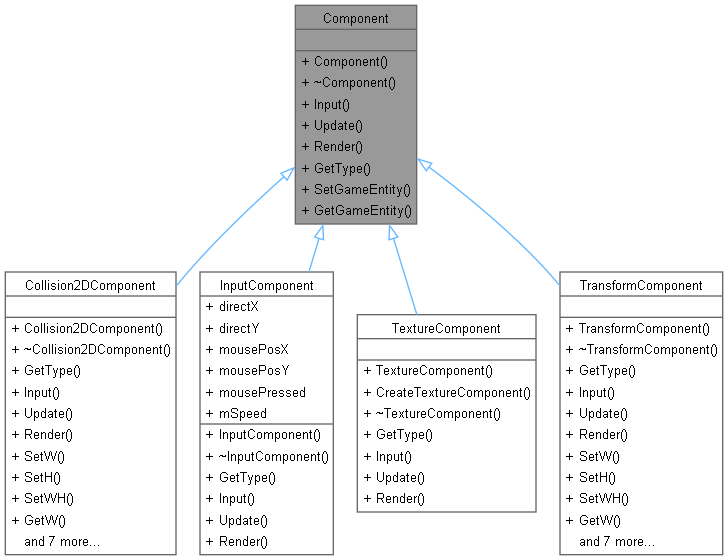 Component
+ Component()
+ ~Component()
+ Input()
+ Update()
+ Render()
+ GetType()
+ SetGameEntity()
+ GetGameEntity()
Collision2DComponent
+ Collision2DComponent()
+ ~Collision2DComponent()
+ GetType()
+ Input()
+ Update()
+ Render()
+ SetW()
+ SetH()
+ SetWH()
+ GetW()
and 7 more...
InputComponent
+ directX
+ directY
+ mousePosX
+ mousePosY
+ mousePressed
+ mSpeed
+ InputComponent()
+ ~InputComponent()
+ GetType()
+ Input()
+ Update()
+ Render()
TextureComponent
+ TextureComponent()
+ CreateTextureComponent()
+ ~TextureComponent()
+ GetType()
+ Input()
+ Update()
+ Render()
TransformComponent
+ TransformComponent()
+ ~TransformComponent()
+ GetType()
+ Input()
+ Update()
+ Render()
+ SetW()
+ SetH()
+ SetWH()
+ GetW()
and 7 more...